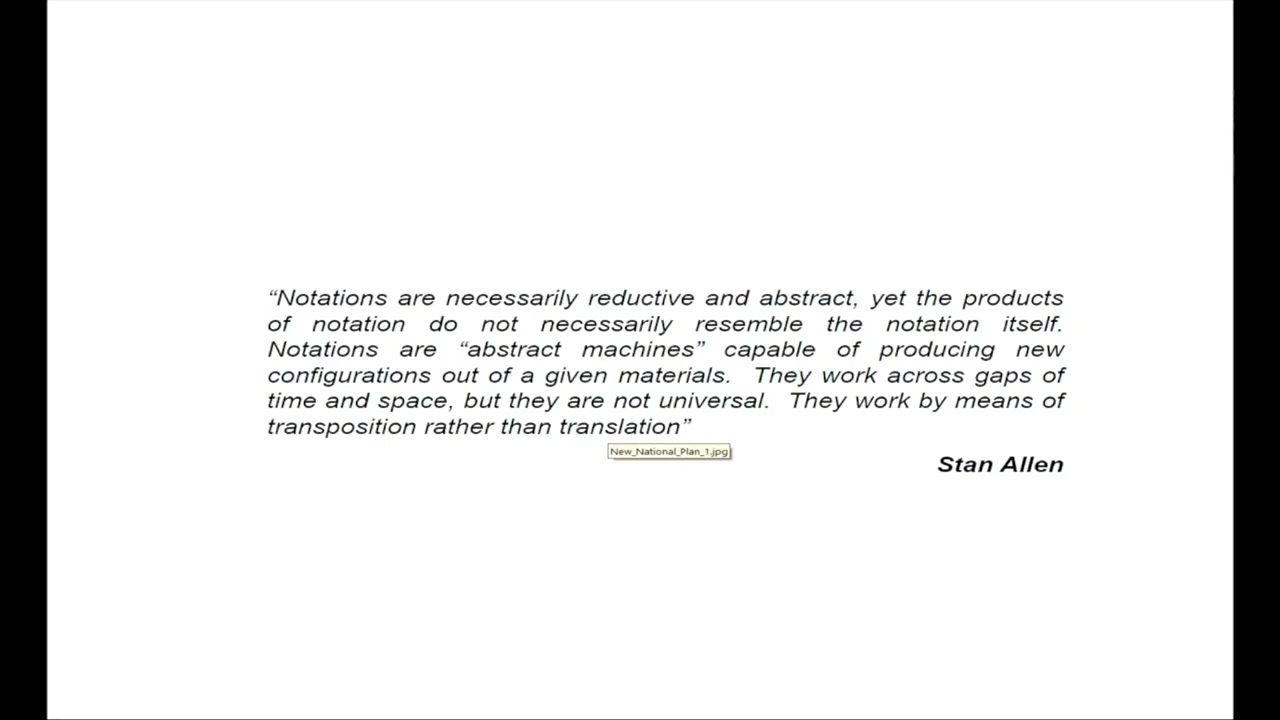 “Notations are necessarily reductive and abstract, yet the products
of notation do not necessarily resemble the notation itself.
Notations are “abstract machines” capable of producing new
configurations out of a given materials. They work across gaps of
time and space, but they are not universal. They work by means of
transposition rather than translation”
New_National_Plan_1.jpg
Stan Allen